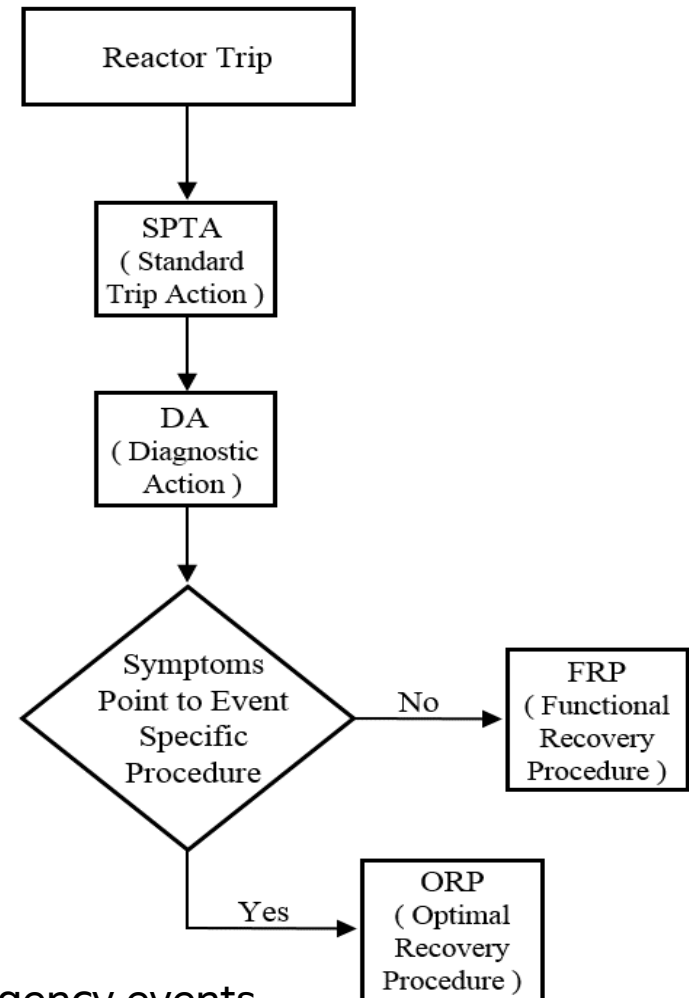 Reactor Trip
SPTA
( Standard
Trip Action )
DA
( Diagnostic
Action )
Symptoms
Point to Event
Specific
Procedure
No
FRP
( Functional
Recovery
Procedure )
Yes
ORP
( Optimal
Recovery
Procedure )
events